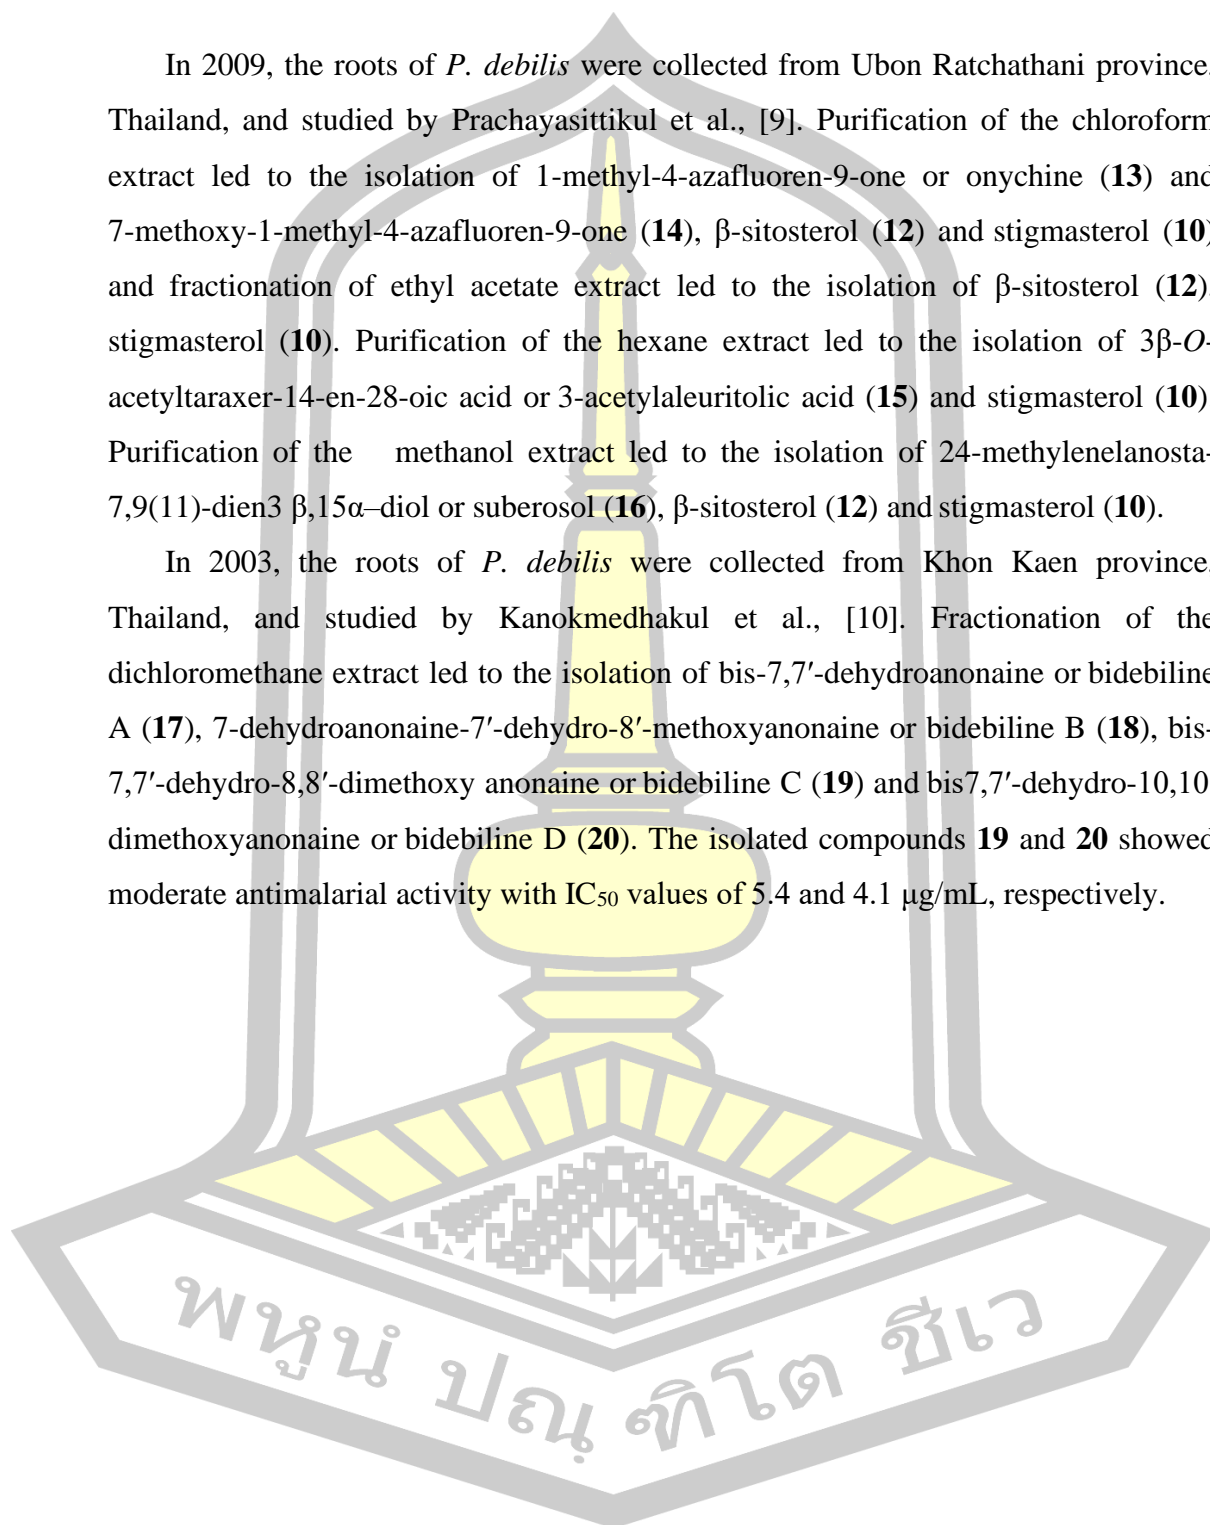 In 2009, the roots of P. debilis were collected from Ubon Ratchathani province,
Thailand, and studied by Prachayasittikul et al., [9]. Purification of the chloroform
extract led to the isolation of 1-methyl-4-azafluoren-9-one or onychine (13) and
7-methoxy-1-methyl-4-azafluoren-9-one (14), β-sitosterol (12) and stigmasterol (10)
and fractionation of ethyl acetate extract led to the isolation of β-sitosterol (12),
stigmasterol (10). Purification of the hexane extract led to the isolation of 3β-O-
acetyltaraxer-14-en-28-oic acid or 3-acetylaleuritolic acid (15) and stigmasterol (10)
Purification of the methanol extract led to the isolation of 24-methylenelanosta-
7,9(11)-dien3 β,15α–diol or suberosol (16), β-sitosterol (12) and stigmasterol (10).
In 2003, the roots of P. debilis were collected from Khon Kaen province,
Thailand, and studied by Kanokmedhakul et al., [10]. Fractionation of the
dichloromethane extract led to the isolation of bis-7,7′-dehydroanonaine or bidebiline
A (17), 7-dehydroanonaine-7′-dehydro-8′-methoxyanonaine or bidebiline B (18), bis-
7,7′-dehydro-8,8′-dimethoxy anonaine or bidebiline C (19) and bis7,7′-dehydro-10,10
dimethoxyanonaine or bidebiline D (20). The isolated compounds 19 and 20 showed
moderate antimalarial activity with IC₅₀ values of 5.4 and 4.1 μg/mL, respectively.
พหูนํ ปณฺฑิโต ชีเว